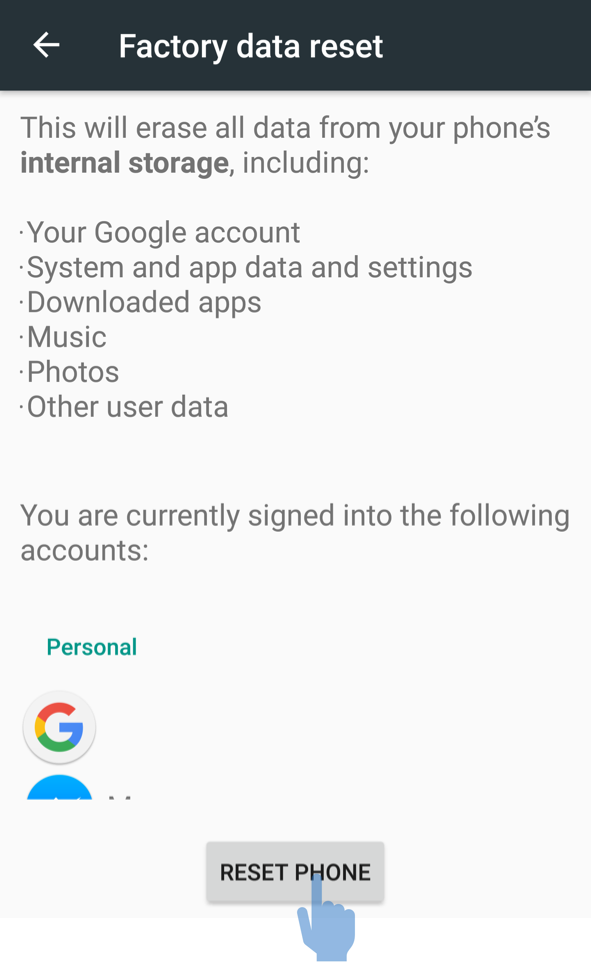 Factory data reset
This will erase all data from your phone’s
internal storage, including:
·Your Google account
·System and app data and settings
·Downloaded apps
·Music
·Photos
·Other user data
You are currently signed into the following
accounts:
Personal
RESET PHONE